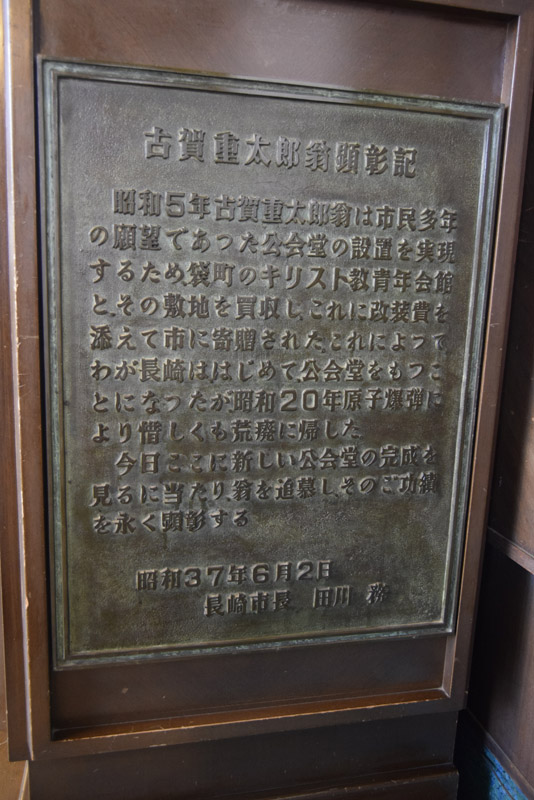 古賀重太郎翁顕彰記
昭和5年古賀重太郎翁は市民多年
の願望であった公会堂の設置を実現
するため、袋町のキリスト教青年会館
と、その敷地を買収し、これに改装費を
添えて市に寄贈された、これによって
わが長崎ははじめて、公会堂をもつこ
とになったが昭和20年原子爆弾に
より惜しくも荒廃に帰した
今日ここに新しい公会堂の完成を
見るに当たり、翁を追慕し、そのご功績
を永く顕彰する
昭和37年6月2日
長崎市長 田川 務